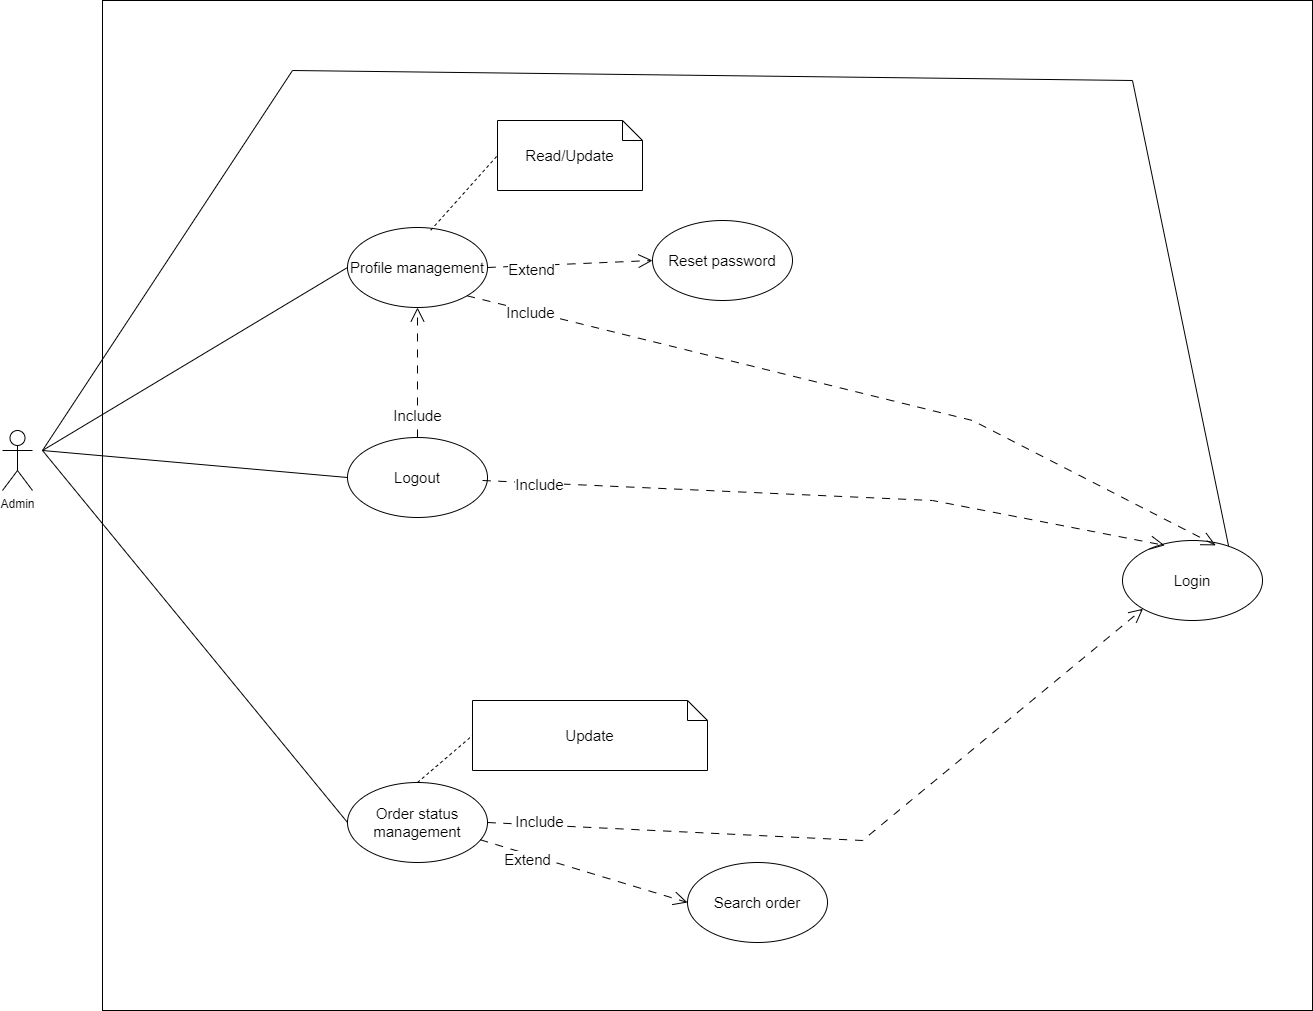 Read/Update
Profile management
Extend
Reset password
Include
Include
Logout
Include
Admin
Login
Update
Order status
management
Include
Extend
Search order